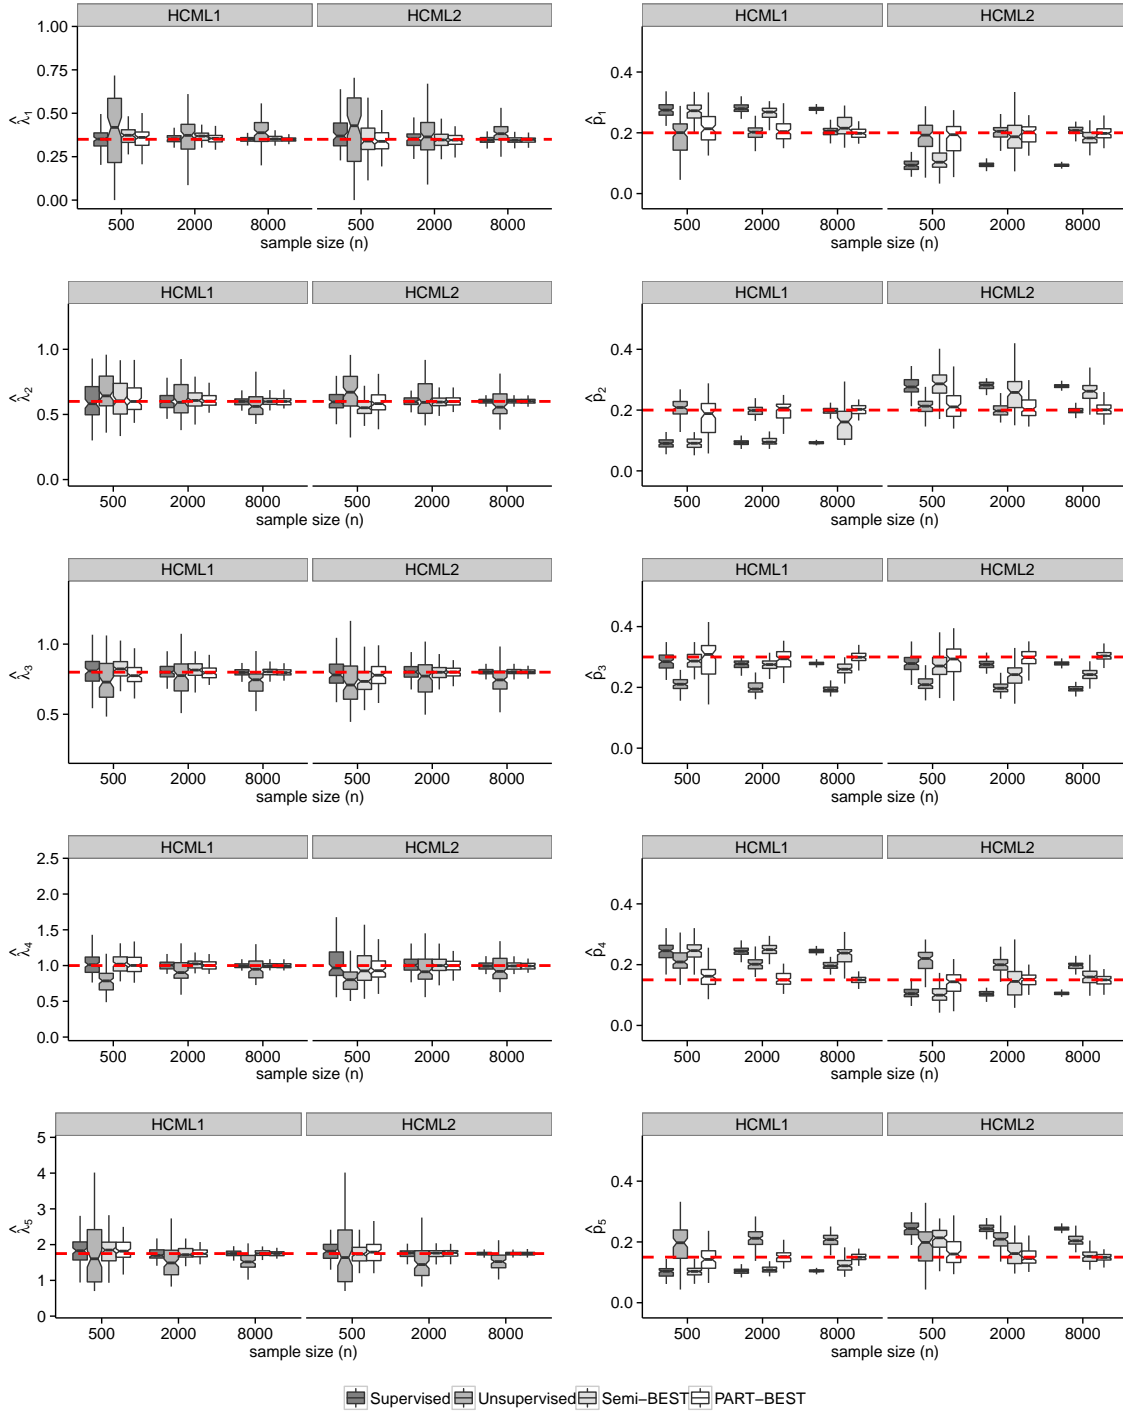 HCML1 HCML2
1.00
0.75
0.50
0.25
0.00
λ̂1
500 2000 8000 500 2000 8000
sample size (n)
HCML1 HCML2
0.4
0.2
0.0
p̂1
500 2000 8000 500 2000 8000
sample size (n)
HCML1 HCML2
1.0
0.5
0.0
λ̂2
500 2000 8000 500 2000 8000
sample size (n)
HCML1 HCML2
0.4
0.2
0.0
p̂2
500 2000 8000 500 2000 8000
sample size (n)
HCML1 HCML2
1.0
0.5
λ̂3
500 2000 8000 500 2000 8000
sample size (n)
HCML1 HCML2
0.4
0.2
0.0
p̂3
500 2000 8000 500 2000 8000
sample size (n)
HCML1 HCML2
2.5
2.0
1.5
1.0
0.5
0.0
λ̂4
500 2000 8000 500 2000 8000
sample size (n)
HCML1 HCML2
0.4
0.2
0.0
p̂4
500 2000 8000 500 2000 8000
sample size (n)
HCML1 HCML2
5
4
3
2
1
0
λ̂5
500 2000 8000 500 2000 8000
sample size (n)
HCML1 HCML2
0.4
0.2
0.0
p̂5
500 2000 8000 500 2000 8000
sample size (n)
Supervised Unsupervised Semi−BEST PART−BEST